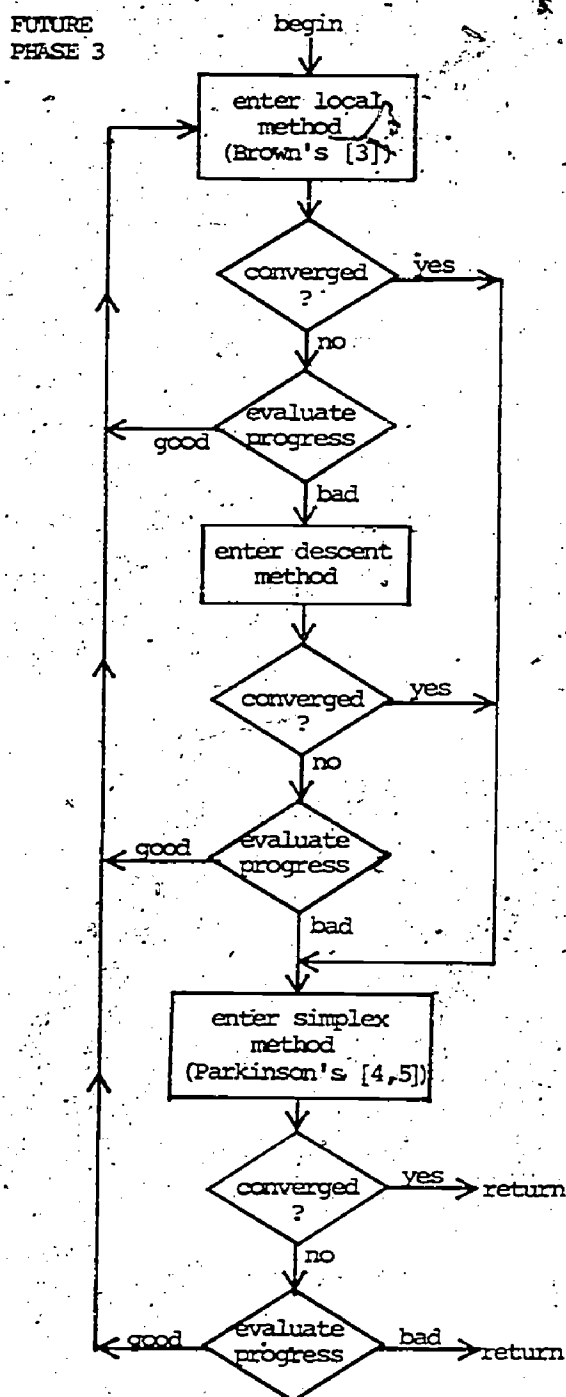 FUTURE
PHASE 3
begin
enter local
method
(Brown's [3])
converged
?
yes
no
evaluate
progress
good
bad
enter descent
method
converged
?
yes
no
evaluate
progress
good
bad
enter simplex
method
(Parkinson's [4,5])
converged
?
yes
return
no
evaluate
progress
good
bad
return